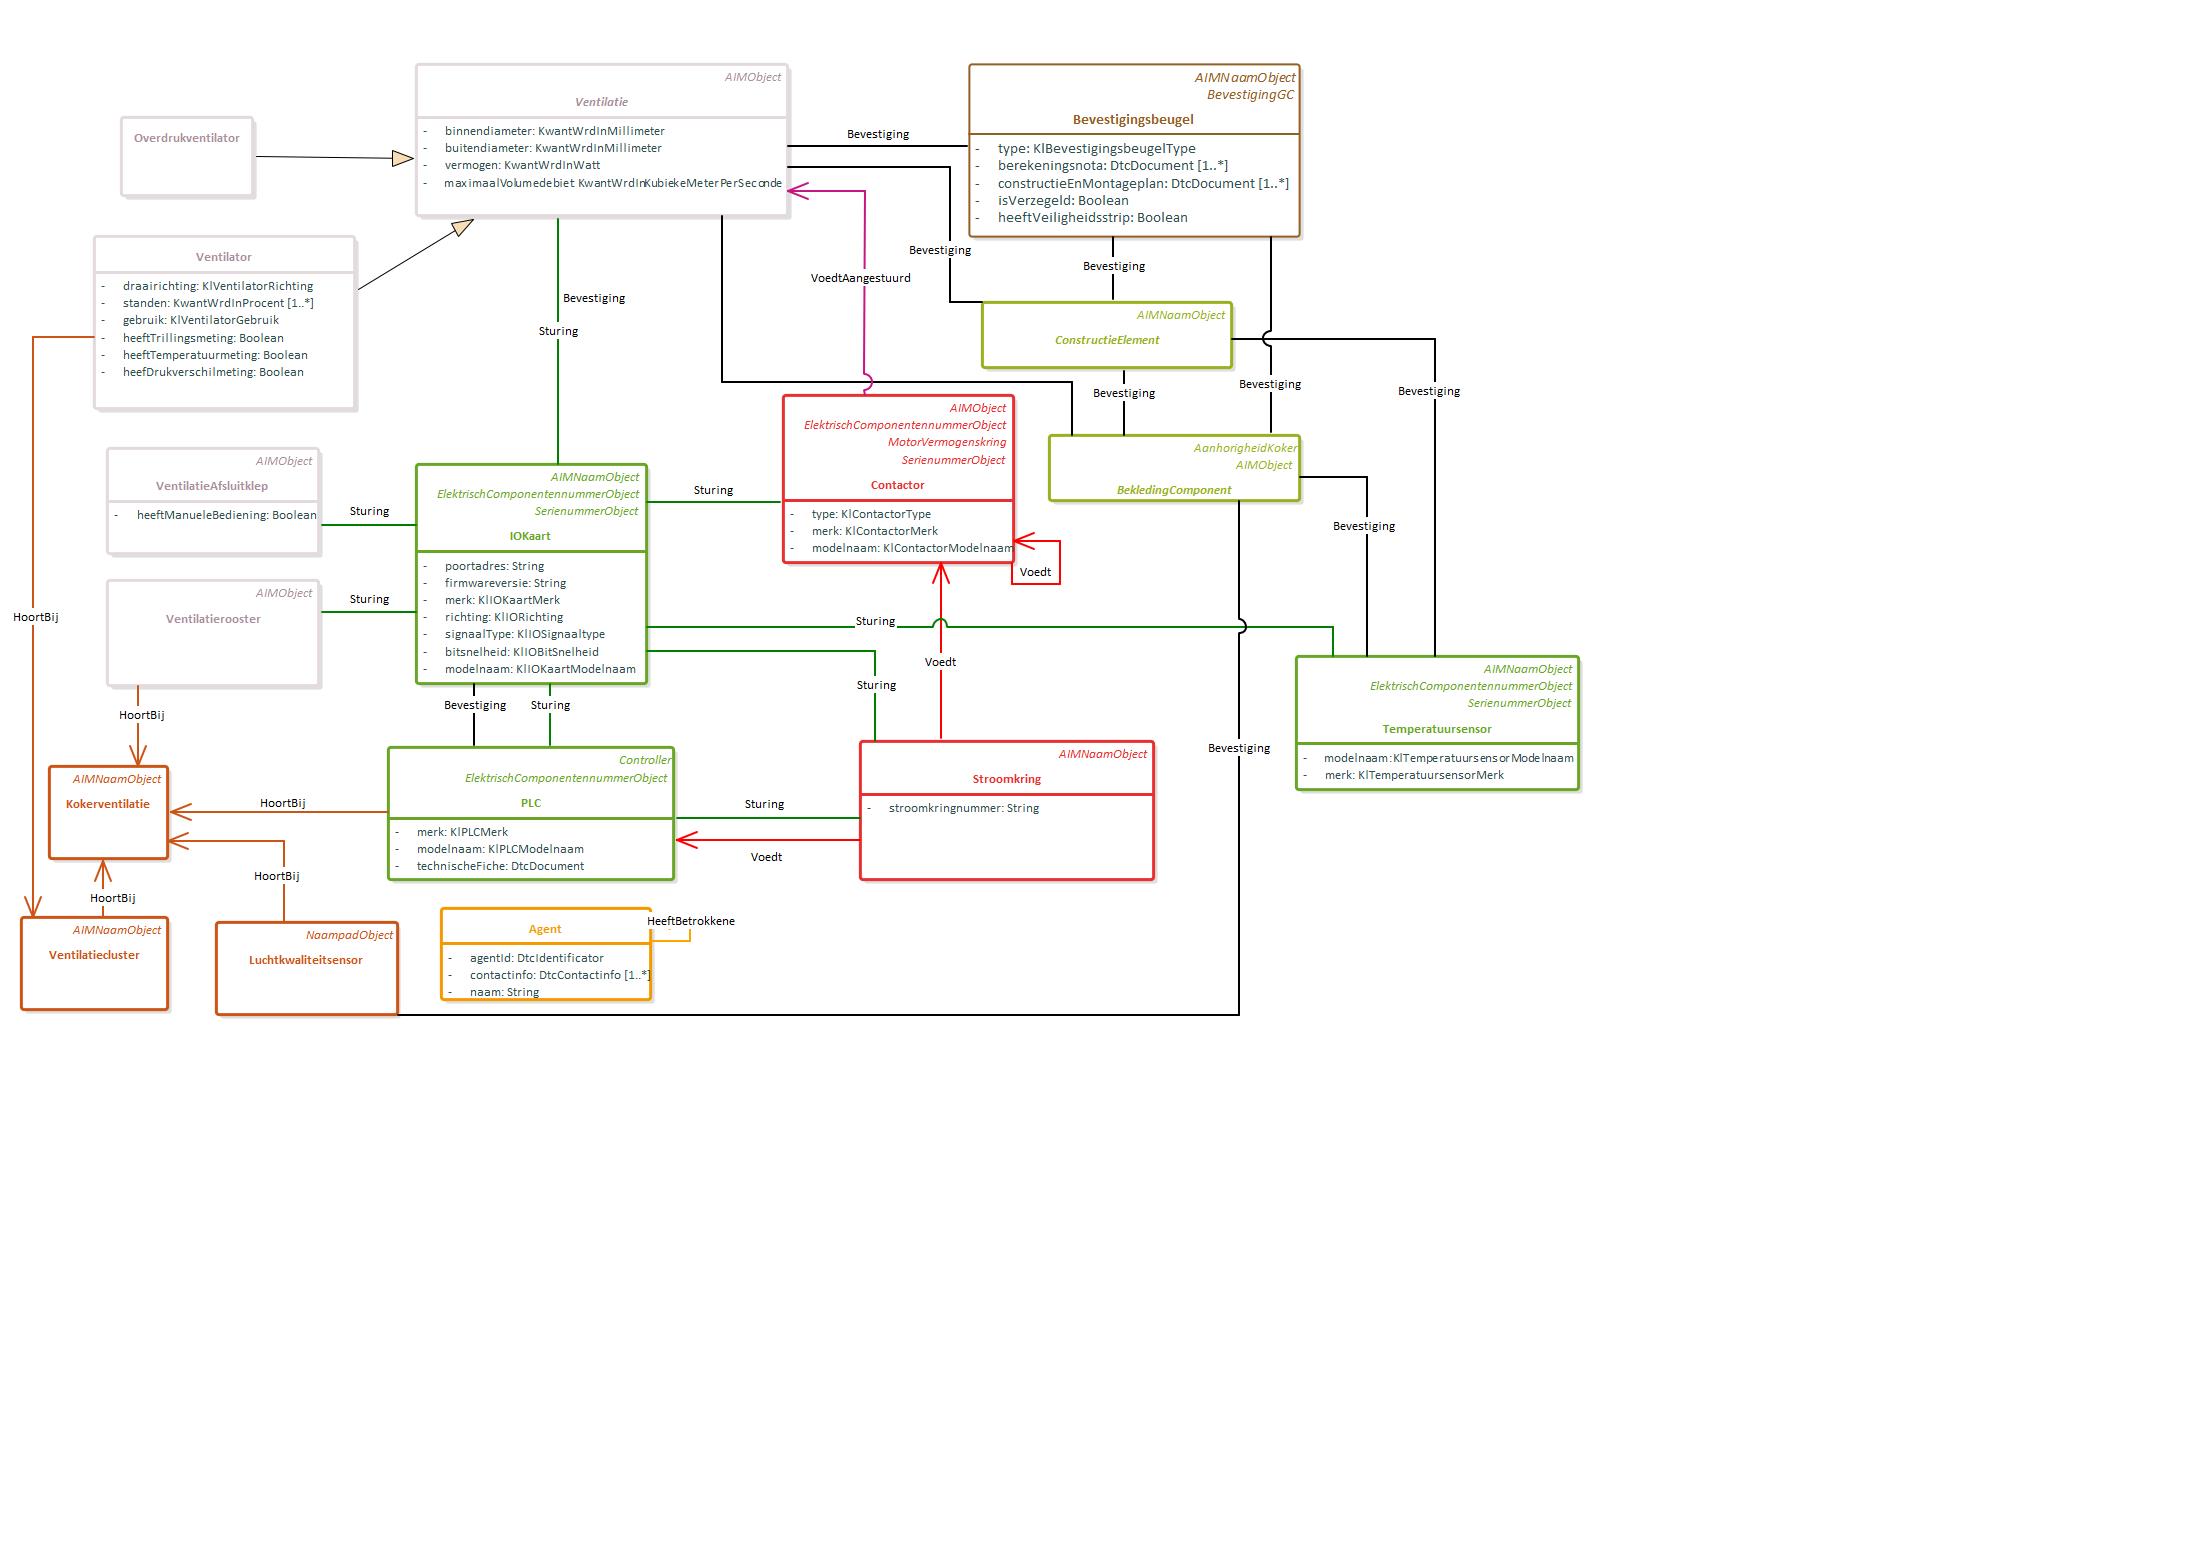 AIMObject
Ventilatie
- binnendiameter: KwantWrdInMillimeter
- buitendiameter: KwantWrdInMillimeter
- vermogen: KwantWrdInWatt
- maximaalVolumedebiet KwantWrdInKubiekeMeterPerSeconde
AIMNaamObject
BevestigingGC
Bevestigingsbeugel
- type: KlBevestigingsbeugelType
- berekeningsnota: DtcDocument [1..*]
- constructieEnMontageplan: DtcDocument [1..*]
- isVerzegeld: Boolean
- heeftVeiligheidsstrip: Boolean
Overdrukventilator
Bevestiging
Ventilator
- draairichting: KlVentilatorRichting
- standen: KwantWrdInProcent [1..*]
- gebruik: KlVentilatorGebruik
- heeftTrillingsmeting: Boolean
- heeftTemperatuurmeting: Boolean
- heefDrukverschilmeting: Boolean
Bevestiging
Bevestiging
VoedtAangestuurd
Bevestiging
Sturing
AIMNaamObject
ConstructieElement
Bevestiging
Bevestiging
Bevestiging
AIMObject
ElektrischComponentennummerObject
MotorVermogenskring
SerienummerObject
Contactor
- type: KlContactorType
- merk: KlContactorMerk
- modelnaam: KlContactorModelnaam
AanhorigheidKoker
AIMObject
BekledingComponent
AIMObject
VentilatieAfsluitklep
- heeftManueleBediening: Boolean
Sturing
AIMNaamObject
ElektrischComponentennummerObject
SerienummerObject
IOKaart
- poortadres: String
- firmwareversie: String
- merk: KlIOKaartMerk
- richting: KlIORichting
- signaalType: KlIOSignaaltype
- bitsnelheid: KlIOBitSnelheid
- modelnaam: KlIOKaartModelnaam
Sturing
Bevestiging
Voedt
AIMObject
Ventilatierooster
Sturing
HoortBij
Sturing
Voedt
Sturing
AIMNaamObject
ElektrischComponentennummerObject
SerienummerObject
Temperatuursensor
- modelnaam:KlTemperatuursensorModelnaam
- merk: KlTemperatuursensorMerk
HoortBij
Bevestiging
Sturing
Bevestiging
AIMNaamObject
Kokerventilatie
HoortBij
Controller
ElektrischComponentennummerObject
PLC
- merk: KlPLCMerk
- modelnaam: KlPLCModelnaam
- technischeFiche: DtcDocument
Sturing
Voedt
AIMNaamObject
Stroomkring
- stroomkringnummer: String
HoortBij
HoortBij
AIMNaamObject
Ventilatiecluster
NaampadObject
Luchtkwaliteitsensor
Agent
- agentId: DtcIdentificator
- contactinfo: DtcContactinfo [1..*]
- naam: String
HeeftBetrokkene